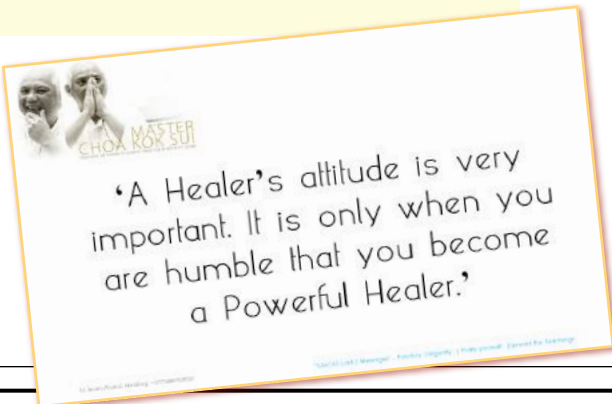 MASTER
CHOA KOK SUI
‘A Healer’s attitude is very
important. It is only when you
are humble that you become
a Powerful Healer.’